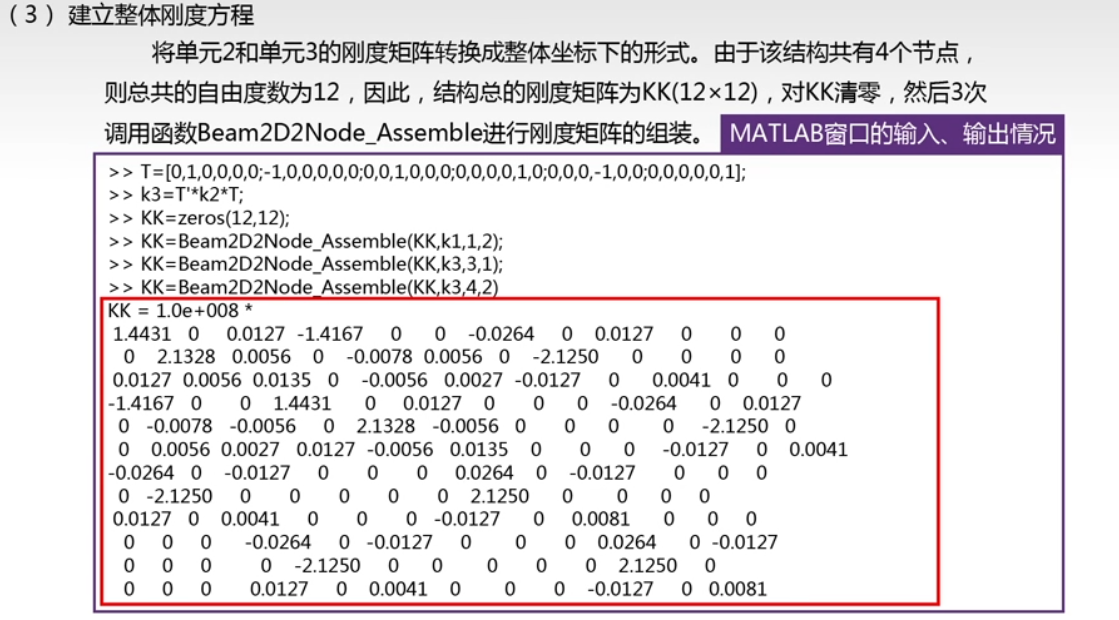 （3）建立整体刚度方程
将单元2和单元3的刚度矩阵转换成整体坐标下的形式。由于该结构共有4个节点，
则总共的自由度数为12，因此，结构总的刚度矩阵为KK(12×12)，对KK清零，然后3次
调用函数Beam2D2Node_Assemble进行刚度矩阵的组装。
MATLAB窗口的输入、输出情况
>> T=[0,1,0,0,0,0;-1,0,0,0,0,0;0,0,1,0,0,0;0,0,0,0,1,0;0,0,0,-1,0,0;0,0,0,0,0,1];
>> k3=T'*k2*T;
>> KK=zeros(12,12);
>> KK=Beam2D2Node_Assemble(KK,k1,1,2);
>> KK=Beam2D2Node_Assemble(KK,k3,3,1);
>> KK=Beam2D2Node_Assemble(KK,k3,4,2)
KK = 1.0e+008 *
1.4431 0 0.0127 -1.4167 0 0 -0.0264 0 0.0127 0 0 0
0 2.1328 0.0056 0 -0.0078 0.0056 0 -2.1250 0 0 0 0
0.0127 0.0056 0.0135 0 -0.0056 0.0027 -0.0127 0 0.0041 0 0 0
-1.4167 0 0 1.4431 0 0.0127 0 0 0 -0.0264 0 0.0127
0 -0.0078 -0.0056 0 2.1328 -0.0056 0 0 0 0 -2.1250 0
0 0.0056 0.0027 0.0127 -0.0056 0.0135 0 0 0 -0.0127 0 0.0041
-0.0264 0 -0.0127 0 0 0 0.0264 0 -0.0127 0 0 0
0 -2.1250 0 0 0 0 0 2.1250 0 0 0 0
0.0127 0 0.0041 0 0 0 -0.0127 0 0.0081 0 0 0
0 0 0 -0.0264 0 -0.0127 0 0 0 0.0264 0 -0.0127
0 0 0 0 -2.1250 0 0 0 0 0 2.1250 0
0 0 0 0.0127 0 0.0041 0 0 0 -0.0127 0 0.0081